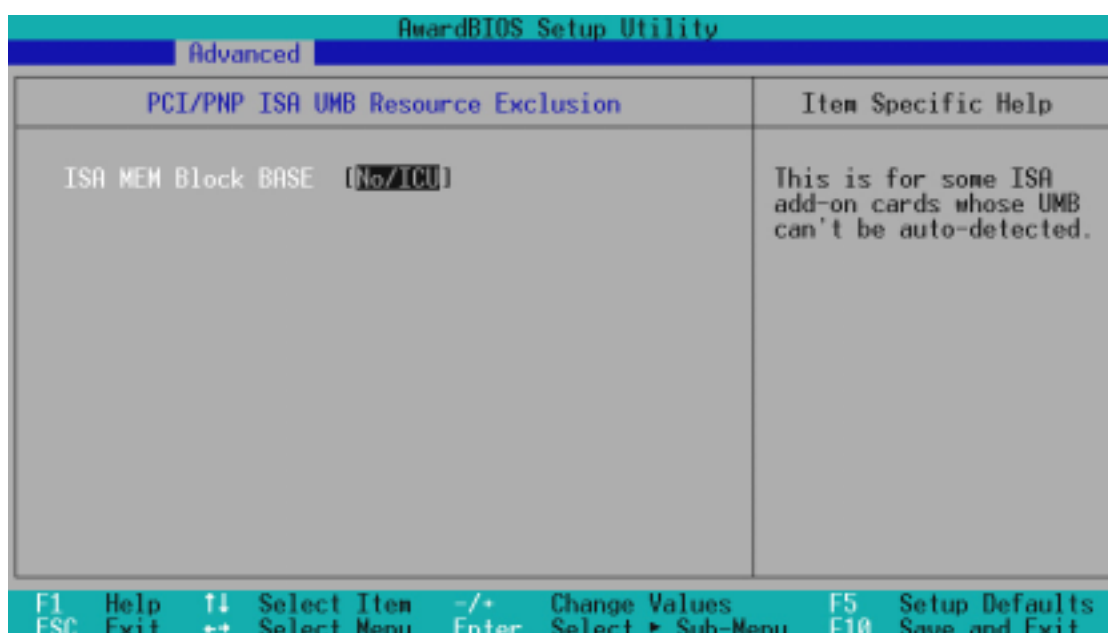 AwardBIOS Setup Utility
Advanced
PCI/PNP ISA UMB Resource Exclusion
Item Specific Help
ISA MEM Block BASE [No/ICU]
This is for some ISA
add-on cards whose UMB
can't be auto-detected.
F1 Help ↑↓ Select Item -/+ Change Values F5 Setup Defaults
ESC Exit ←→ Select Menu Enter Select ► Sub-Menu F10 Save and Exit